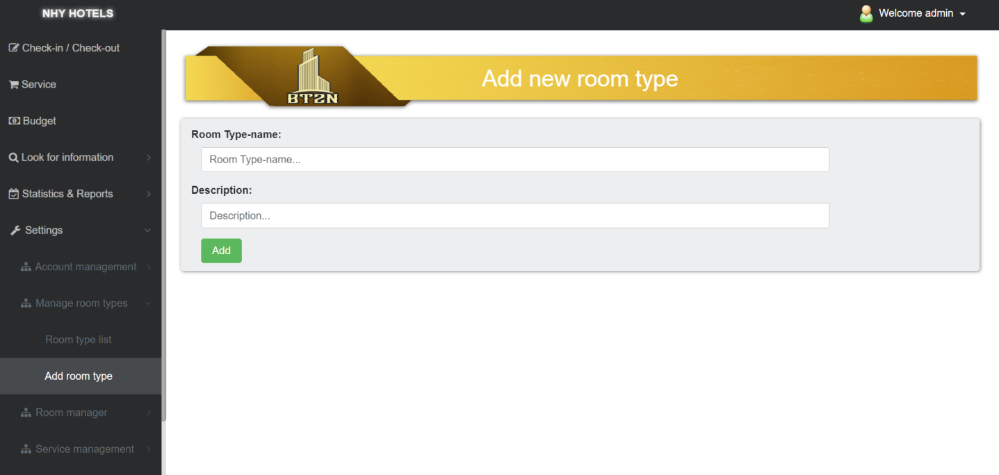 NHY HOTELS
Welcome admin
Check-in / Check-out
Service
Budget
Look for information
Statistics & Reports
Settings
Account management
Manage room types
Room type list
Add room type
Room manager
Service management
BT2N
Add new room type
Room Type-name:
Room Type-name...
Description:
Description...
Add